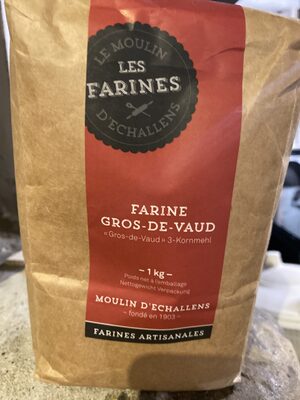 LE MOULIN
LES
FARINES
D'ECHALLENS
FARINE
GROS-DE-VAUD
«Gros-de-Vaud» 3-Kornmehl
– 1 kg –
Poids net à l'emballage
Nettogewicht Verpackung
MOULIN D'ECHALLENS
– fondé en 1903 –
FARINES ARTISANALES